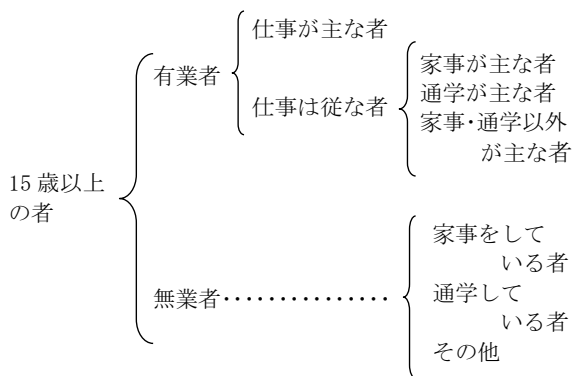 15 歳以上
の者
有業者
仕事が主な者
仕事は従な者
家事が主な者
通学が主な者
家事・通学以外
が主な者
無業者・・・・・・・・・・・・・・・
家事をして
いる者
通学して
いる者
その他